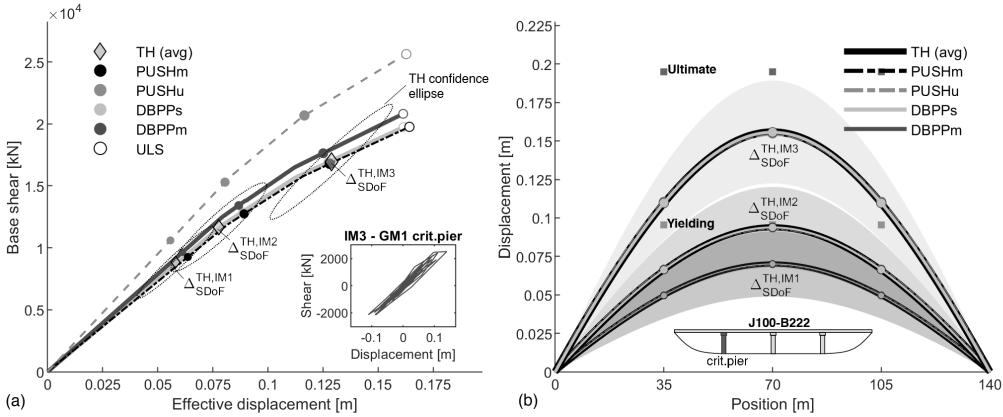 ×10⁴
2.5
2
1.5
1
0.5
0
Base shear [kN]
TH (avg)
PUSHm
PUSHu
DBPPs
DBPPm
ULS
TH confidence
ellipse
Δ TH,IM3
SDoF
Δ TH,IM2
SDoF
Δ TH,IM1
SDoF
IM3 - GM1 crit.pier
Shear [kN]
2000
0
-2000
-0.1 0 0.1
Displacement [m]
0 0.025 0.05 0.075 0.1 0.125 0.15 0.175
Effective displacement [m]
(a)
0.225
0.2
0.175
0.15
0.125
0.1
0.075
0.05
0.025
0
Displacement [m]
Ultimate
Yielding
TH (avg)
PUSHm
PUSHu
DBPPs
DBPPm
Δ TH,IM3
SDoF
Δ TH,IM2
SDoF
Δ TH,IM1
SDoF
J100-B222
crit.pier
0 35 70 105 140
Position [m]
(b)